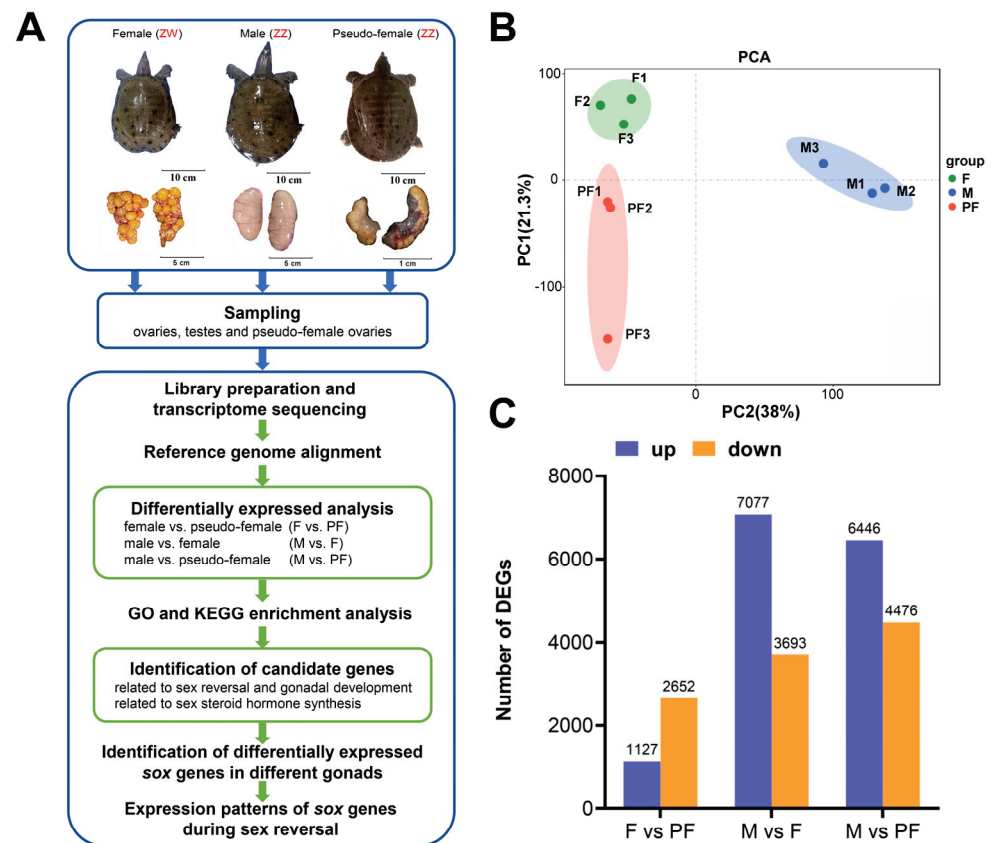 A
Female (ZW) Male (ZZ) Pseudo-female (ZZ)
10 cm 10 cm 10 cm
5 cm 5 cm 1 cm
Sampling
ovaries, testes and pseudo-female ovaries
Library preparation and
transcriptome sequencing
Reference genome alignment
Differentially expressed analysis
female vs. pseudo-female (F vs. PF)
male vs. female (M vs. F)
male vs. pseudo-female (M vs. PF)
GO and KEGG enrichment analysis
Identification of candidate genes
related to sex reversal and gonadal development
related to sex steroid hormone synthesis
Identification of differentially expressed
sox genes in different gonads
Expression patterns of sox genes
during sex reversal
B
PCA
PC1(21.3%)
100
0
-100
F1
F2
F3
M3
M1 M2
PF1
PF2
PF3
0 100
PC2(38%)
group
F
M
PF
C
up down
Number of DEGs
8000
6000
4000
2000
0
1127 2652
7077 3693
6446 4476
F vs PF M vs F M vs PF